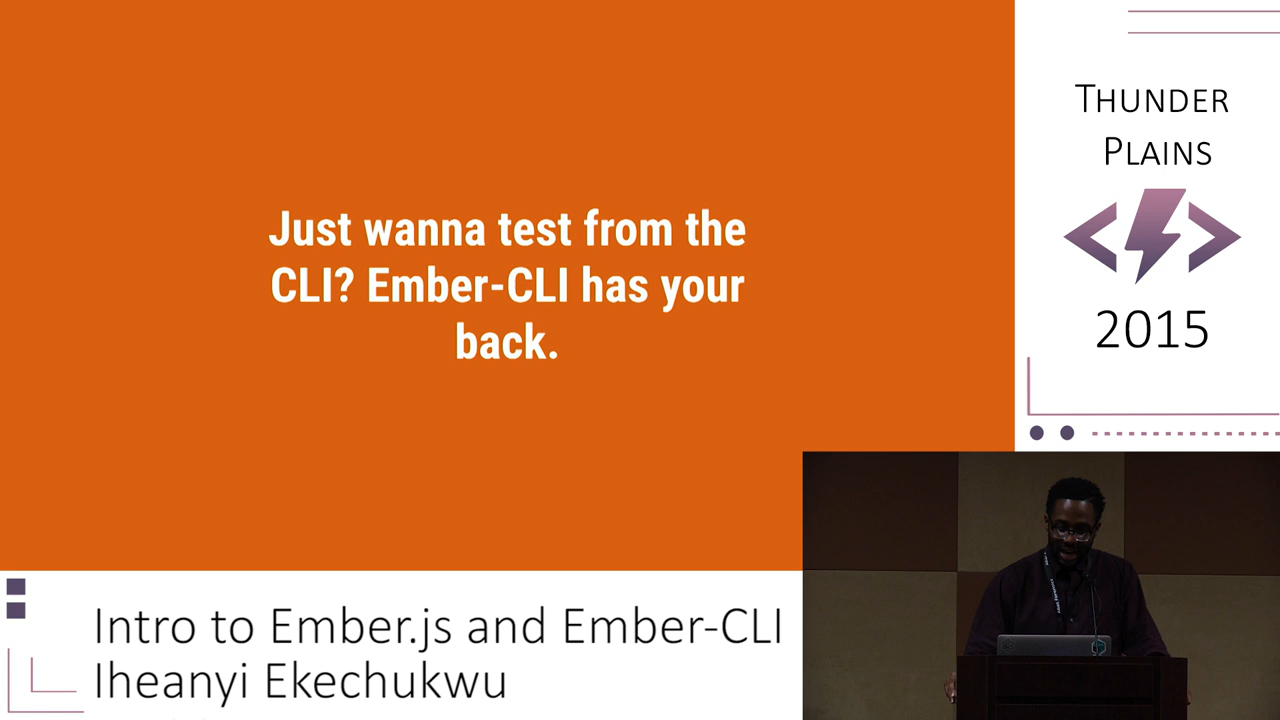 Just wanna test from the
CLI? Ember-CLI has your
back.
THUNDER
PLAINS
2015
Intro to Ember.js and Ember-CLI
Iheanyi Ekechukwu